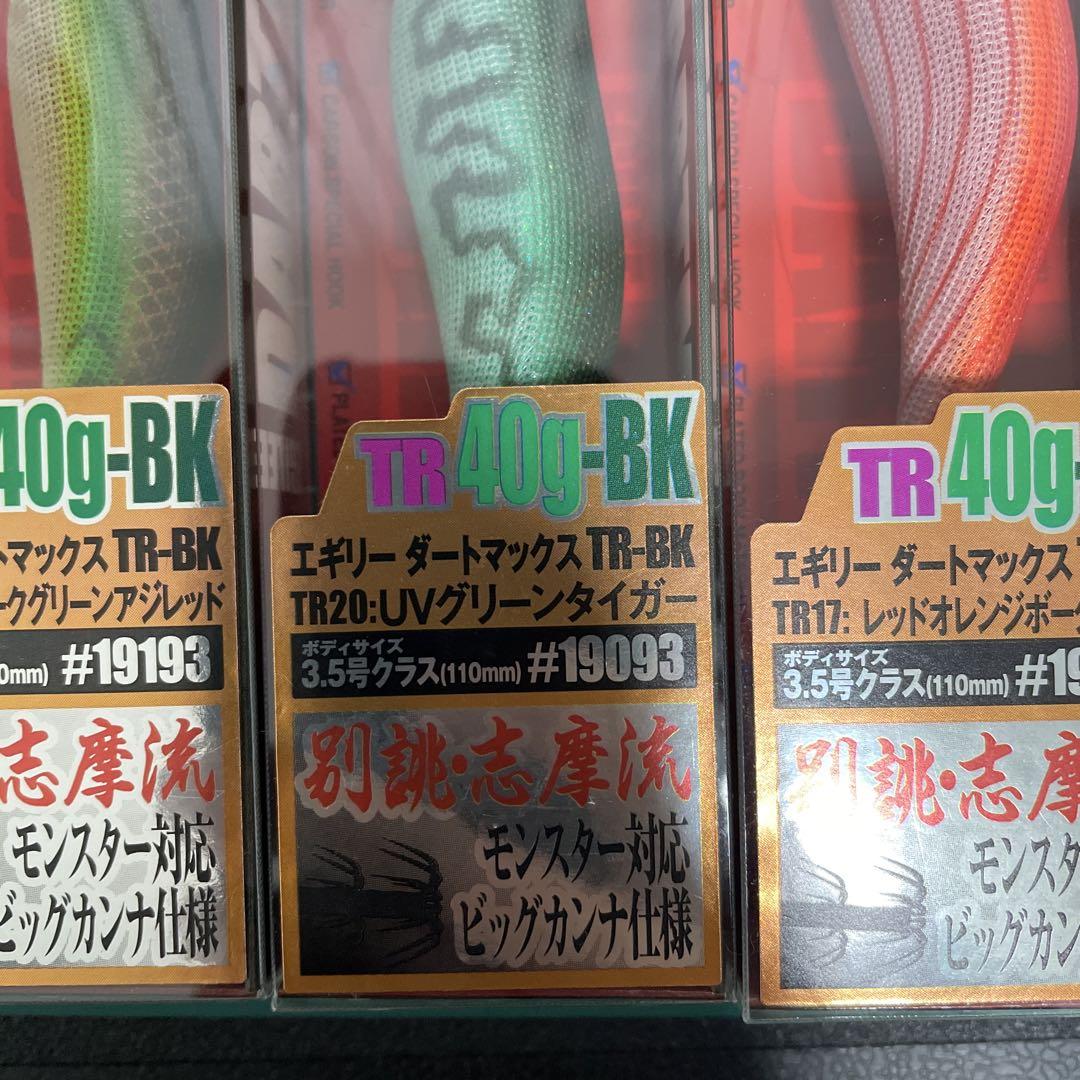 40g-BK
トマックス TR-BK
ークグリーンアジレッド
0mm) #19193
志摩流
モンスター対応
ビッグカンナ仕様
TR 40g-BK
エギリー ダートマックス TR-BK
TR20:UVグリーンタイガー
ボディサイズ
3.5号クラス(110mm) #19093
別誂・志摩流
モンスター対応
ビッグカンナ仕様
TR 40g-
エギリー ダートマックス
TR17: レッドオレンジボー
ボディサイズ
3.5号クラス(110mm) #19
別誂・志摩
モンスタ
ビッグカン